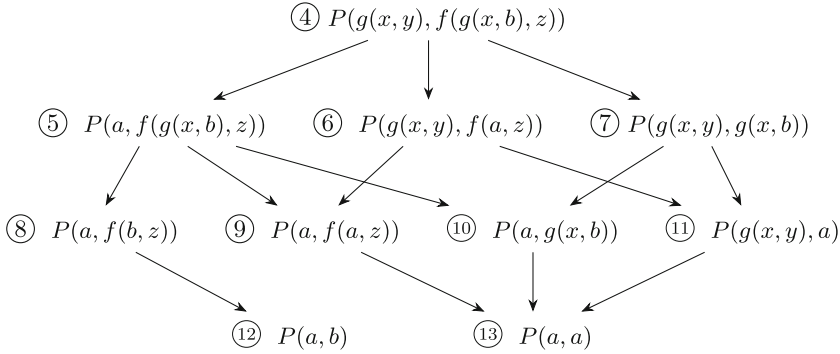 ④ P(g(x, y), f(g(x, b), z))
⑤ P(a, f(g(x, b), z)) ⑥ P(g(x, y), f(a, z)) ⑦ P(g(x, y), g(x, b))
⑧ P(a, f(b, z)) ⑨ P(a, f(a, z)) ⑩ P(a, g(x, b)) ⑪ P(g(x, y), a)
⑫ P(a, b) ⑬ P(a, a)